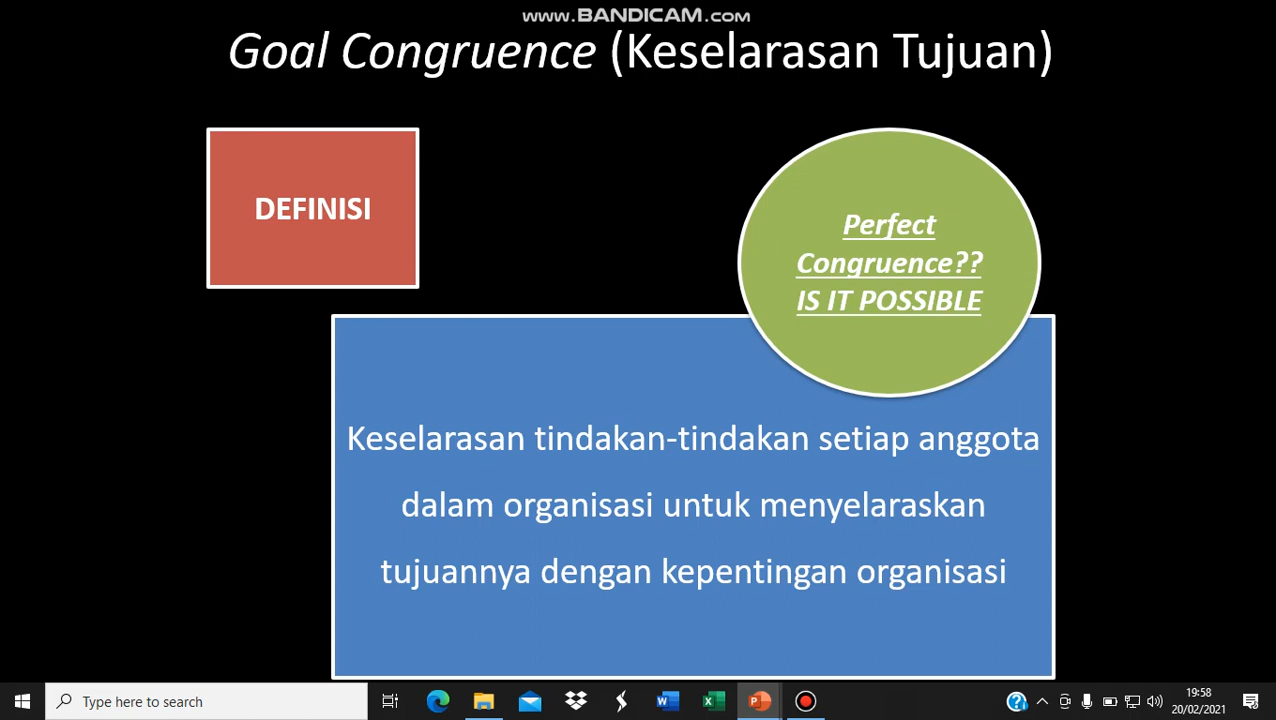 www.BANDICAM.com
Goal Congruence (Keselarasan Tujuan)
DEFINISI
Perfect
Congruence??
IS IT POSSIBLE
Keselarasan tindakan-tindakan setiap anggota
dalam organisasi untuk menyelaraskan
tujuannya dengan kepentingan organisasi
Type here to search
19:58
20/02/2021